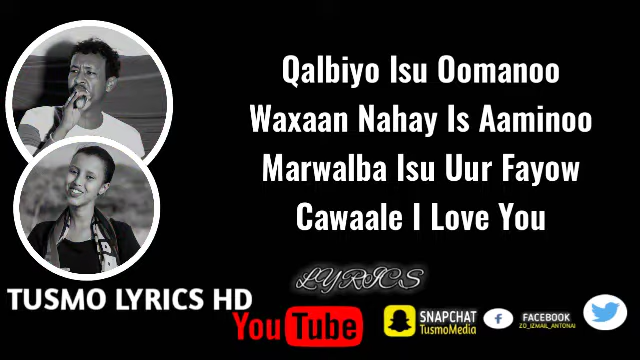 Qalbiyo Isu Oomanoo
Waxaan Nahay Is Aaminoo
Marwalba Isu Uur Fayow
Cawaale I Love You
LYRICS
TUSMO LYRICS HD
YouTube
SNAPCHAT
TusmoMedia
FACEBOOK
ZO_IZMAIL_ANTONAI